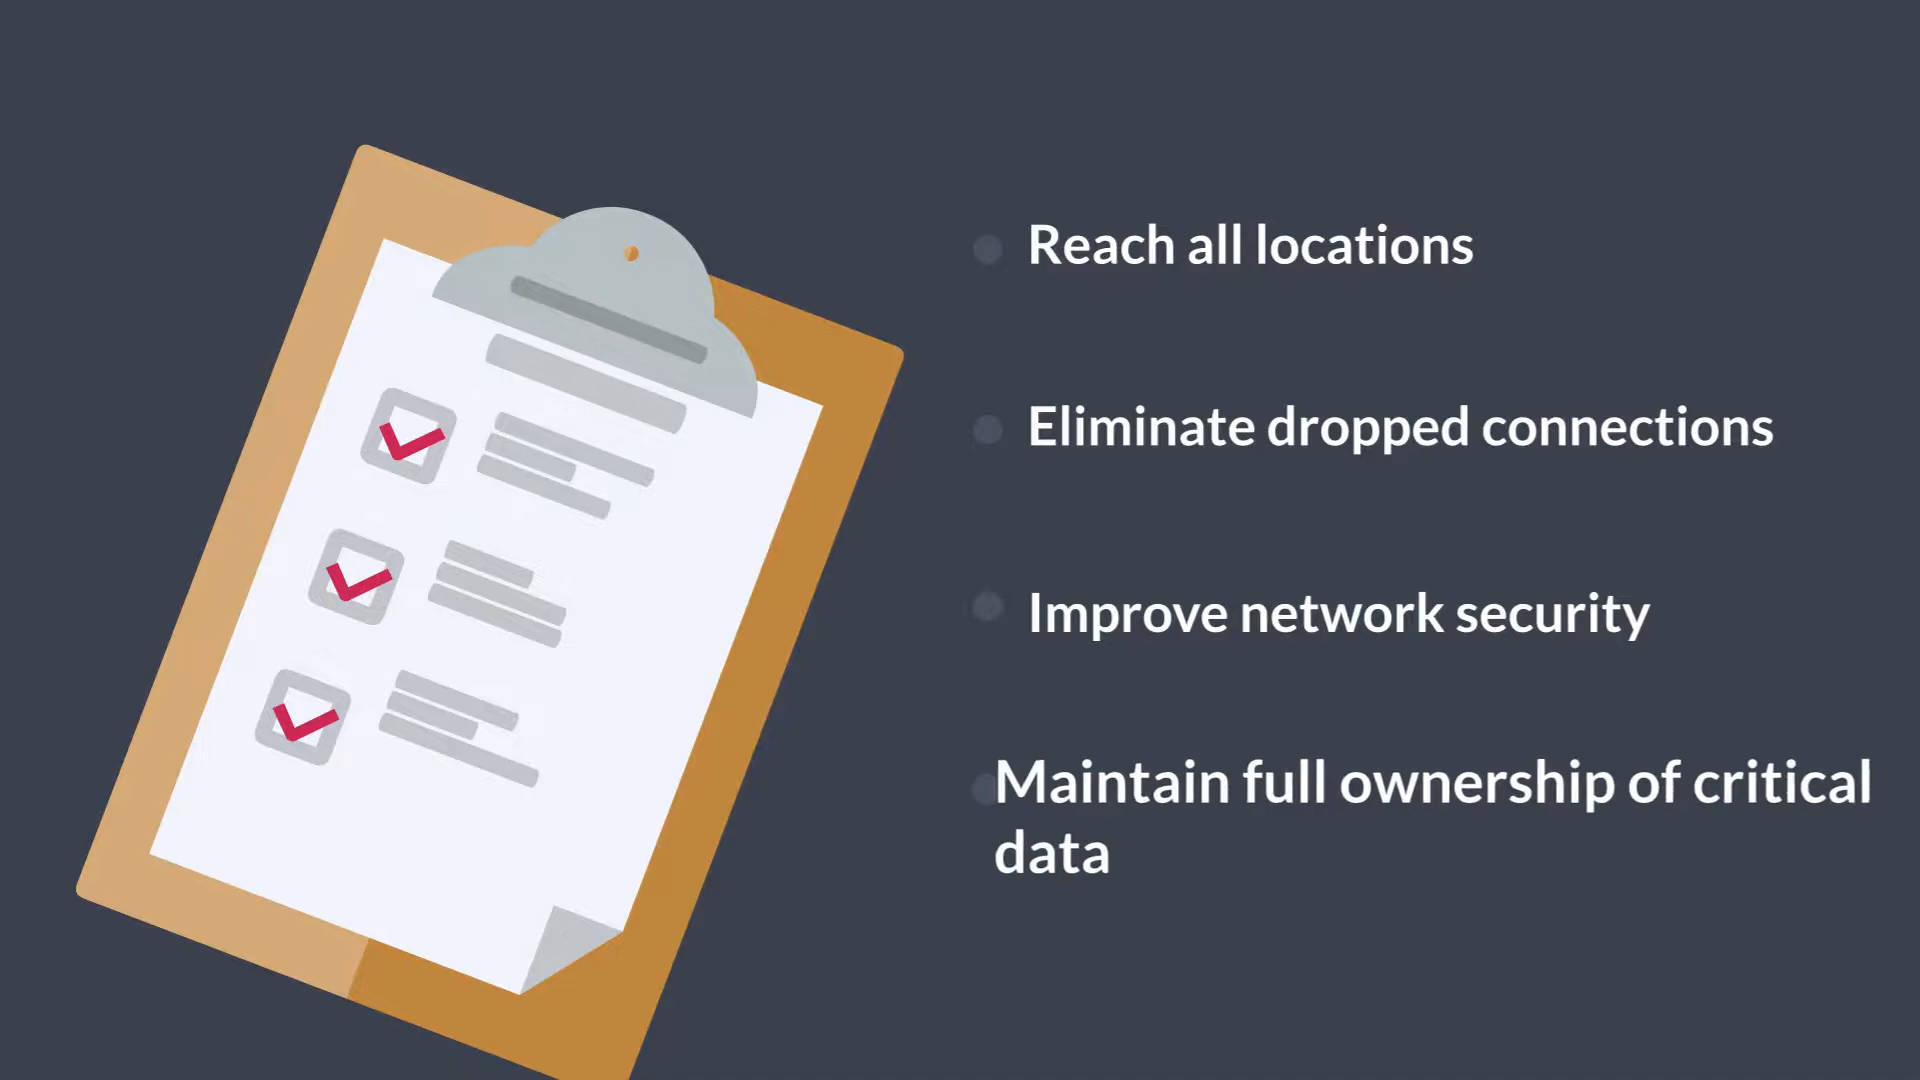 Reach all locations
Eliminate dropped connections
Improve network security
Maintain full ownership of critical
data